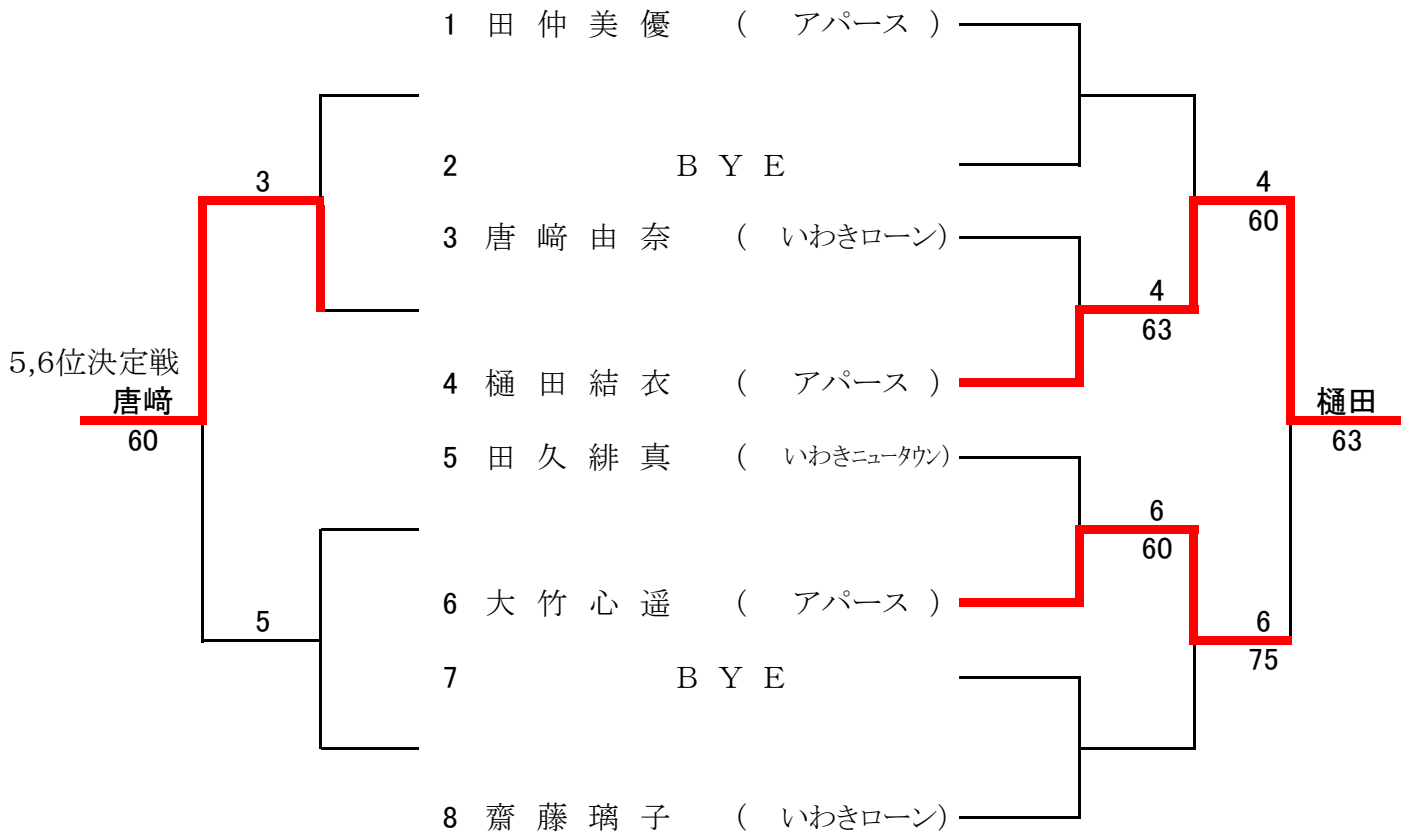 1 田仲美優 ( アパース )
2 BYE
3 4
60
3 唐﨑由奈 ( いわきローン)
4
63
5,6位決定戦
4 樋田結衣 ( アパース )
唐﨑 樋田
60 63
5 田久緋真 ( いわきニュータウン)
6
60
6 大竹心遥 ( アパース )
5 6
75
7 BYE
8 齋藤璃子 ( いわきローン)